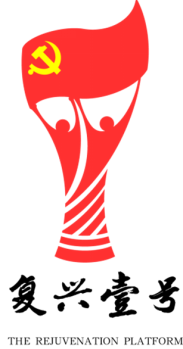 复兴壹号
THE REJUVENATION PLATFORM